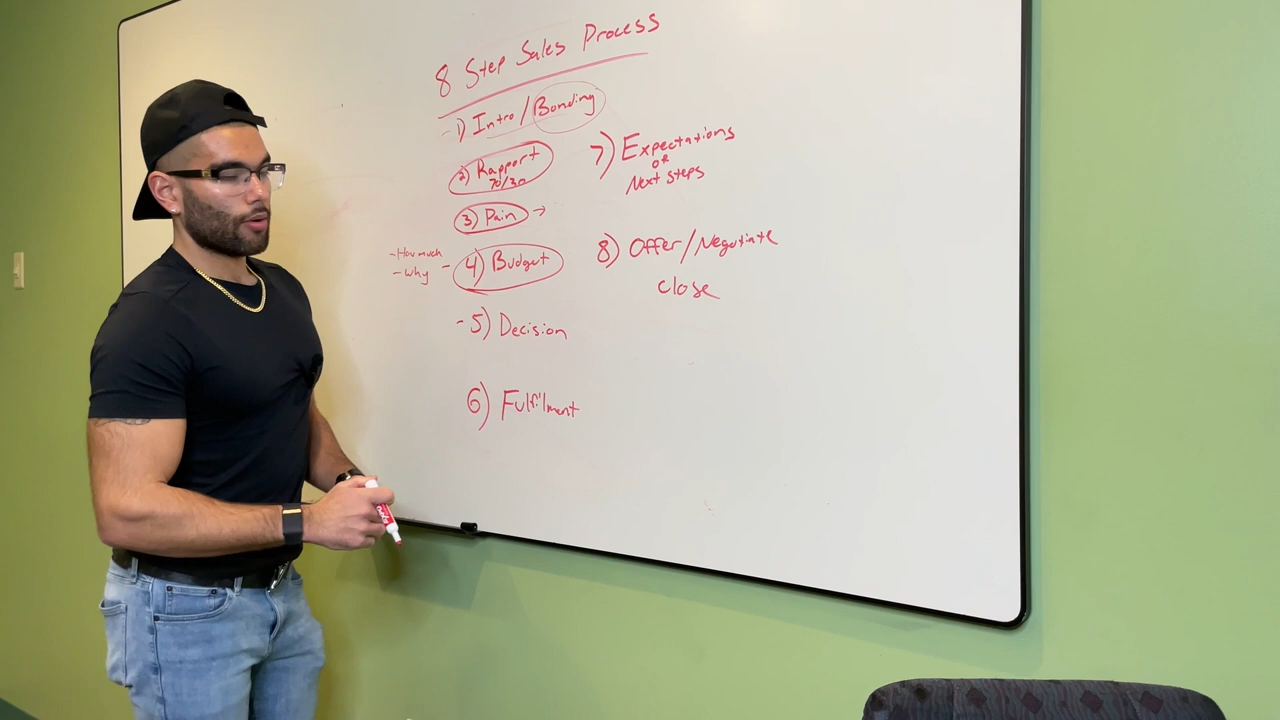 8 Step Sales Process
1) Intro/Bonding
2) Rapport
70/30
3) Pain →
- How much
- why
- 4) Budget
- 5) Decision
6) Fulfilment
7) Expectations
or
Next steps
8) Offer/Negotiate
close